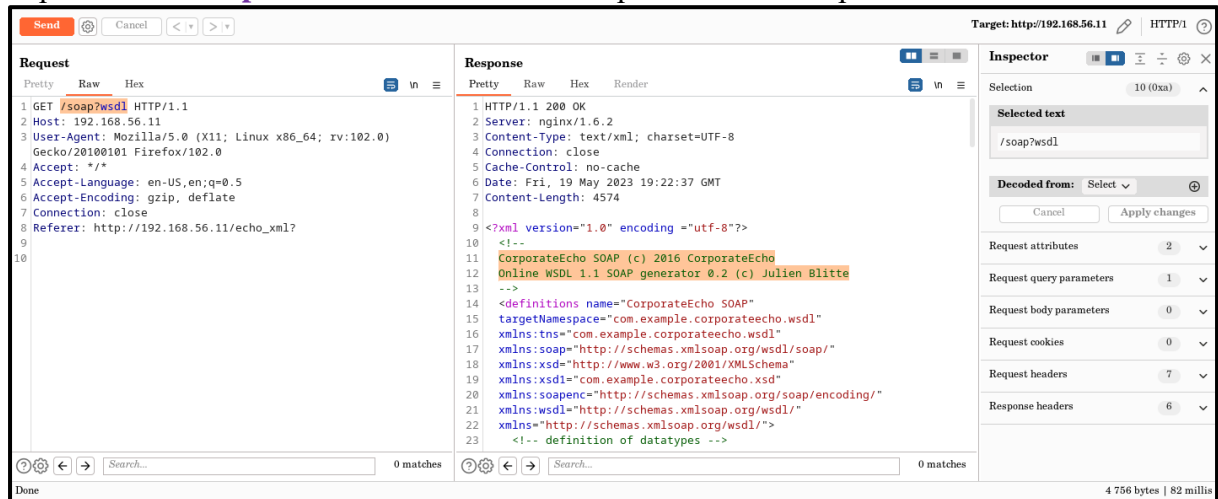 Send Cancel < > Target: http://192.168.56.11 HTTP/1 ?
Request
Pretty Raw Hex \n
1 GET /soap?wsdl HTTP/1.1
2 Host: 192.168.56.11
3 User-Agent: Mozilla/5.0 (X11; Linux x86_64; rv:102.0)
Gecko/20100101 Firefox/102.0
4 Accept: */*
5 Accept-Language: en-US,en;q=0.5
6 Accept-Encoding: gzip, deflate
7 Connection: close
8 Referer: http://192.168.56.11/echo_xml?
9
10
Search... 0 matches
Response
Pretty Raw Hex Render \n
1 HTTP/1.1 200 OK
2 Server: nginx/1.6.2
3 Content-Type: text/xml; charset=UTF-8
4 Connection: close
5 Cache-Control: no-cache
6 Date: Fri, 19 May 2023 19:22:37 GMT
7 Content-Length: 4574
8
9 <?xml version="1.0" encoding ="utf-8"?>
10 <!--
11 CorporateEcho SOAP (c) 2016 CorporateEcho
12 Online WSDL 1.1 SOAP generator 0.2 (c) Julien Blitte
13 -->
14 <definitions name="CorporateEcho SOAP"
15 targetNamespace="com.example.corporateecho.wsdl"
16 xmlns:tns="com.example.corporateecho.wsdl"
17 xmlns:soap="http://schemas.xmlsoap.org/wsdl/soap/"
18 xmlns:xsd="http://www.w3.org/2001/XMLSchema"
19 xmlns:xsd1="com.example.corporateecho.xsd"
20 xmlns:soapenc="http://schemas.xmlsoap.org/soap/encoding/"
21 xmlns:wsdl="http://schemas.xmlsoap.org/wsdl/"
22 xmlns="http://schemas.xmlsoap.org/wsdl/">
23 <!-- definition of datatypes -->
Search... 0 matches
Inspector
Selection 10 (0xa)
Selected text
/soap?wsdl
Decoded from: Select
Cancel Apply changes
Request attributes 2
Request query parameters 1
Request body parameters 0
Request cookies 0
Request headers 7
Response headers 6
Done 4 756 bytes | 82 millis